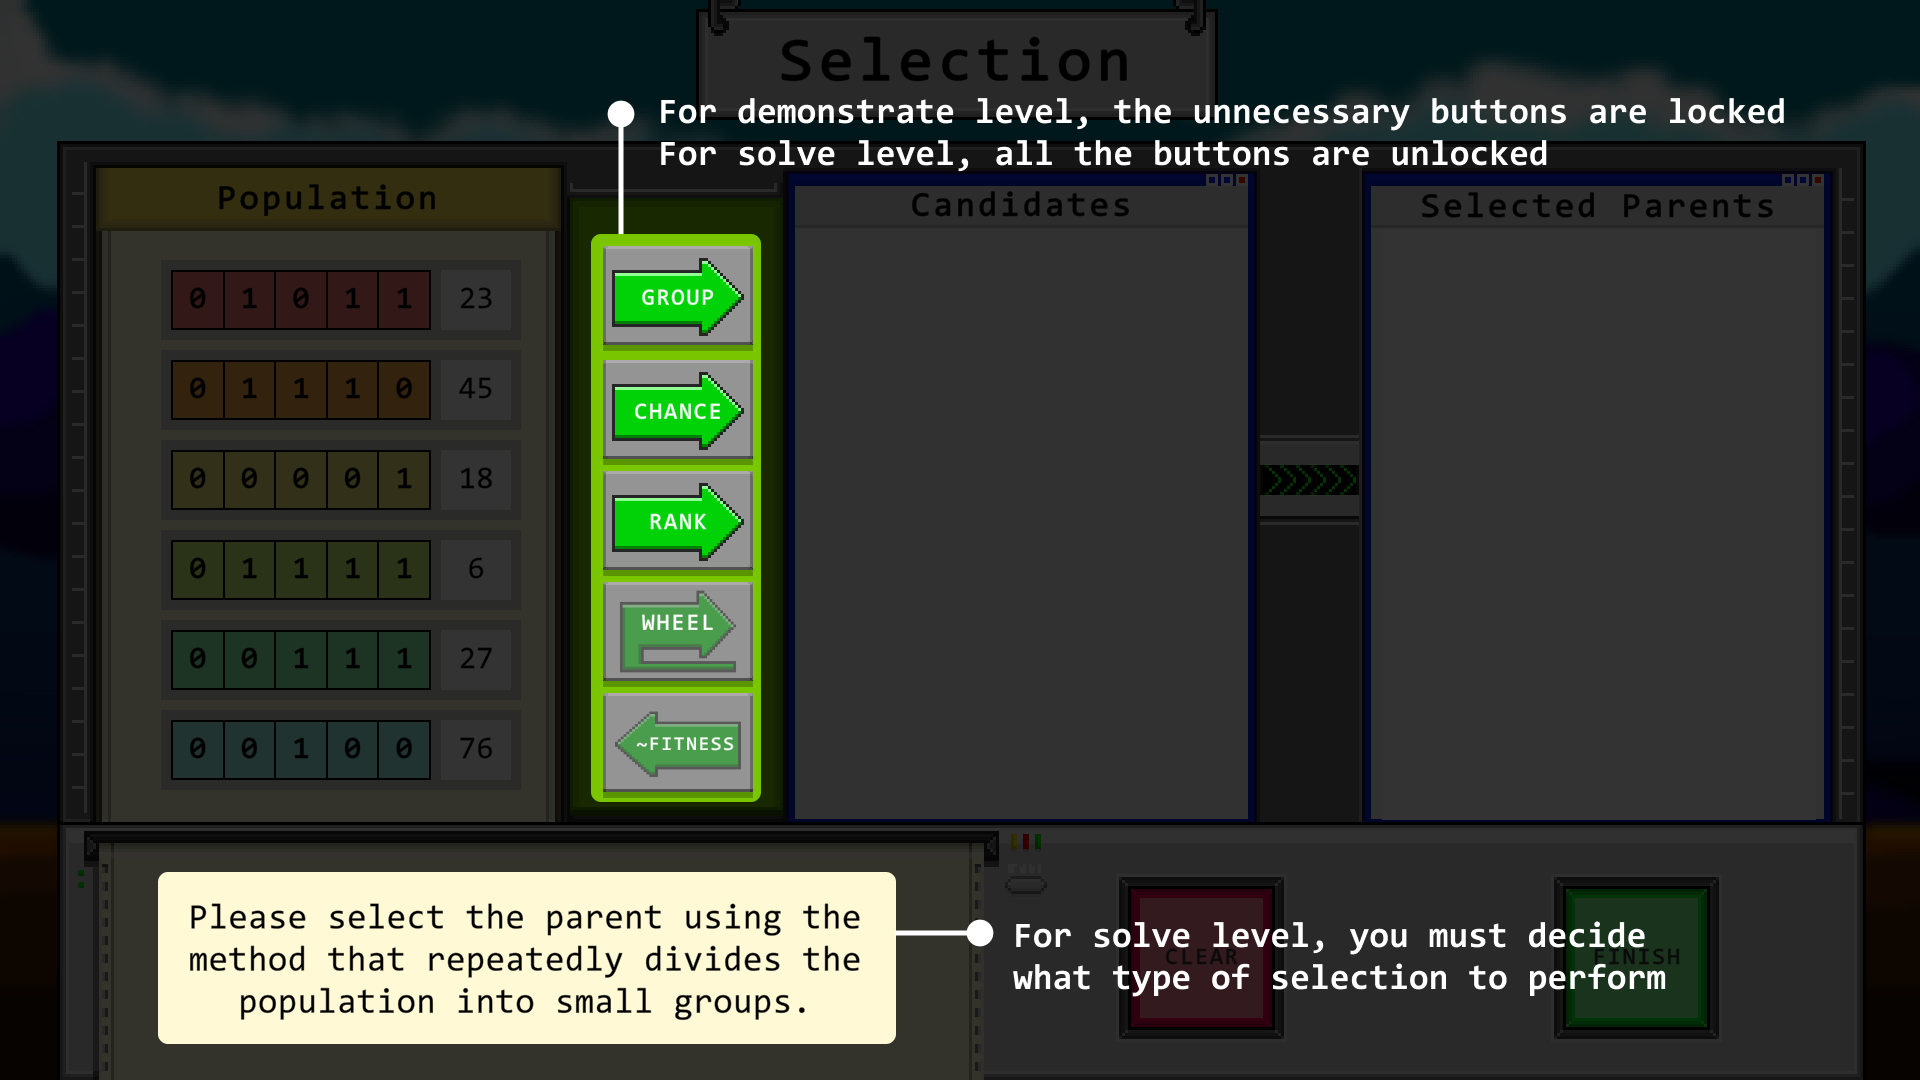 Selection
For demonstrate level, the unnecessary buttons are locked
For solve level, all the buttons are unlocked
Population
Candidates
Selected Parents
0 1 0 1 1 23
0 1 1 1 0 45
0 0 0 0 1 18
0 1 1 1 1 6
0 0 1 1 1 27
0 0 1 0 0 76
GROUP
CHANCE
RANK
WHEEL
~FITNESS
Please select the parent using the
method that repeatedly divides the
population into small groups.
For solve level, you must decide
what type of selection to perform
CLEAR
FINISH